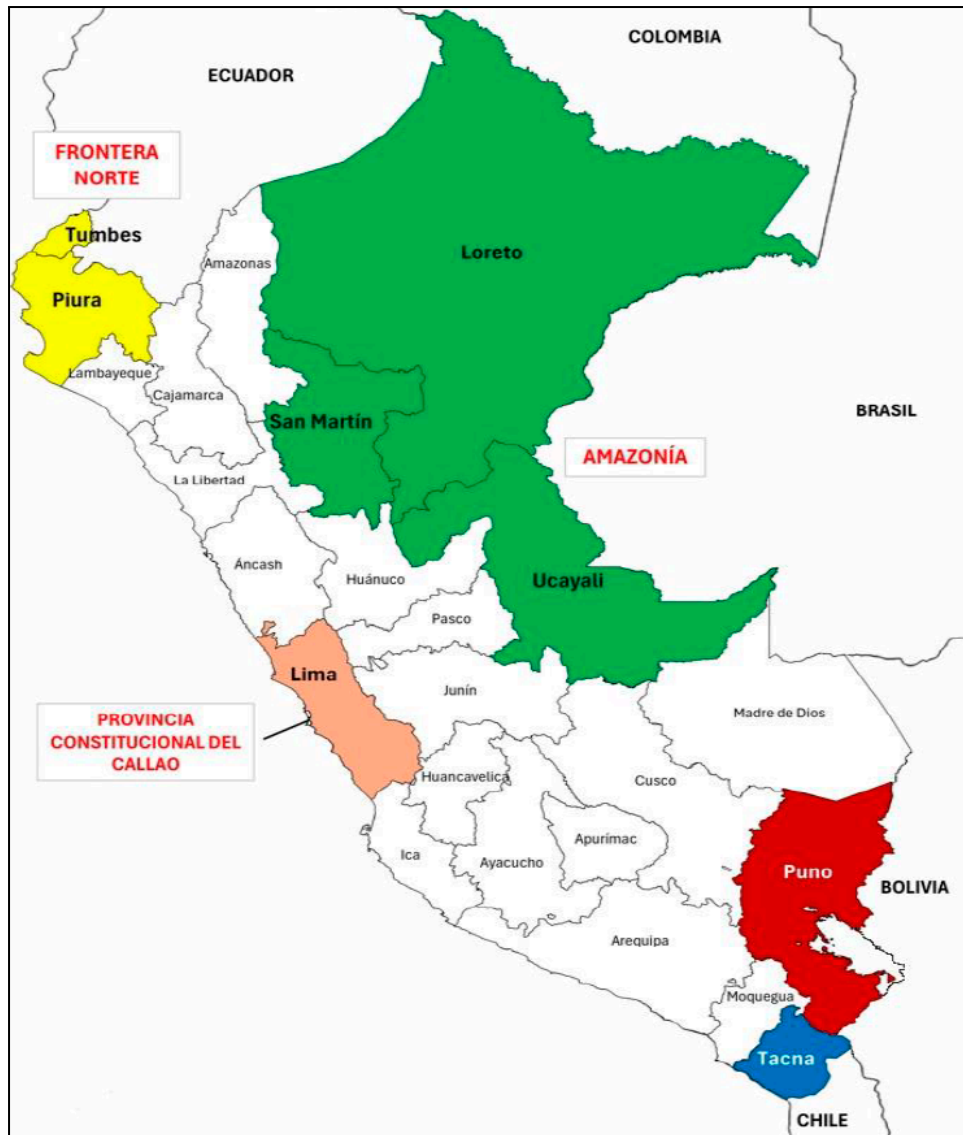 COLOMBIA
ECUADOR
FRONTERA
NORTE
Tumbes
Amazonas
Loreto
Piura
Lambayeque
Cajamarca
San Martín
BRASIL
AMAZONÍA
La Libertad
Áncash
Huánuco
Ucayali
Pasco
Lima
Junín
PROVINCIA
CONSTITUCIONAL DEL
CALLAO
Madre de Dios
Huancavelica
Cusco
Apurímac
Ica
Ayacucho
Puno
BOLIVIA
Arequipa
Moquegua
Tacna
CHILE